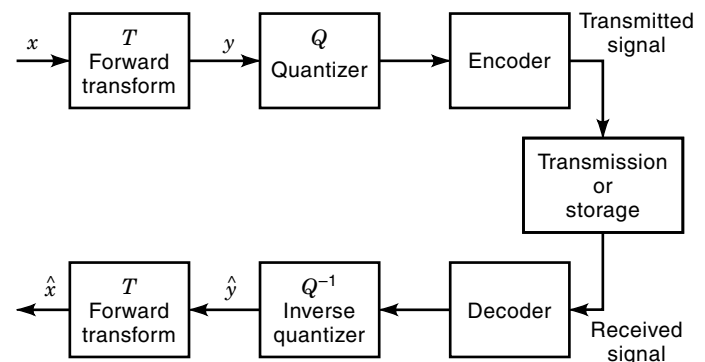 Transmitted
signal
x
T
Forward
transform
y
Q
Quantizer
Encoder
Transmission
or
storage
x̂
T
Forward
transform
ŷ
Q⁻¹
Inverse
quantizer
Decoder
Received
signal